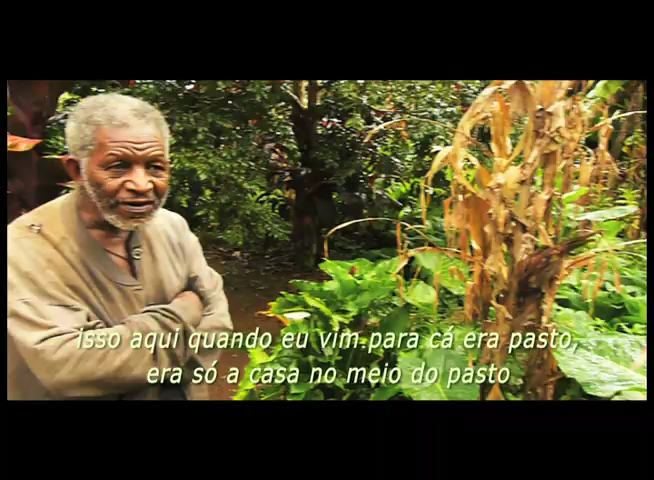 isso aqui quando eu vim para cá era pasto,
era só a casa no meio do pasto